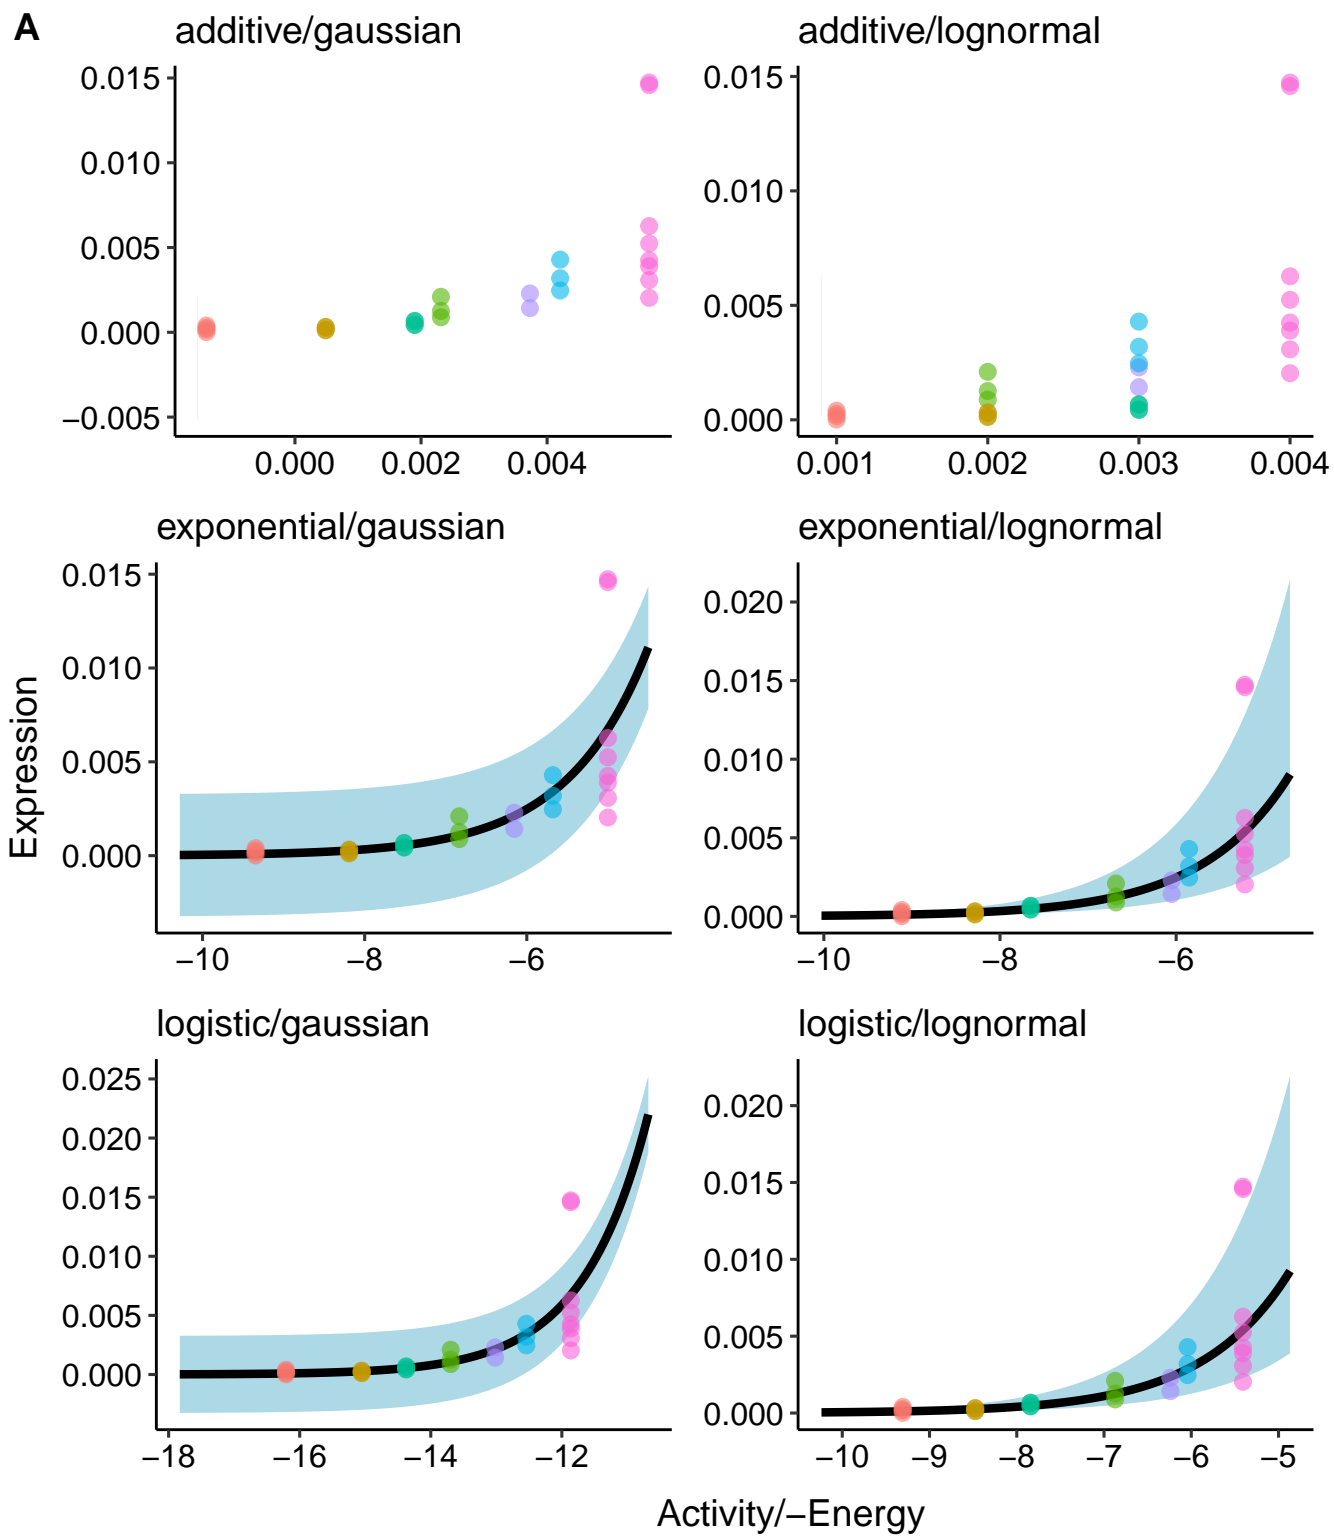 A
additive/gaussian
0.015
0.010
0.005
0.000
−0.005
0.000 0.002 0.004
additive/lognormal
0.015
0.010
0.005
0.000
0.001 0.002 0.003 0.004
Expression
exponential/gaussian
0.015
0.010
0.005
0.000
−10 −8 −6
exponential/lognormal
0.020
0.015
0.010
0.005
0.000
−10 −8 −6
logistic/gaussian
0.025
0.020
0.015
0.010
0.005
0.000
−18 −16 −14 −12
logistic/lognormal
0.020
0.015
0.010
0.005
0.000
−10 −9 −8 −7 −6 −5
Activity/−Energy